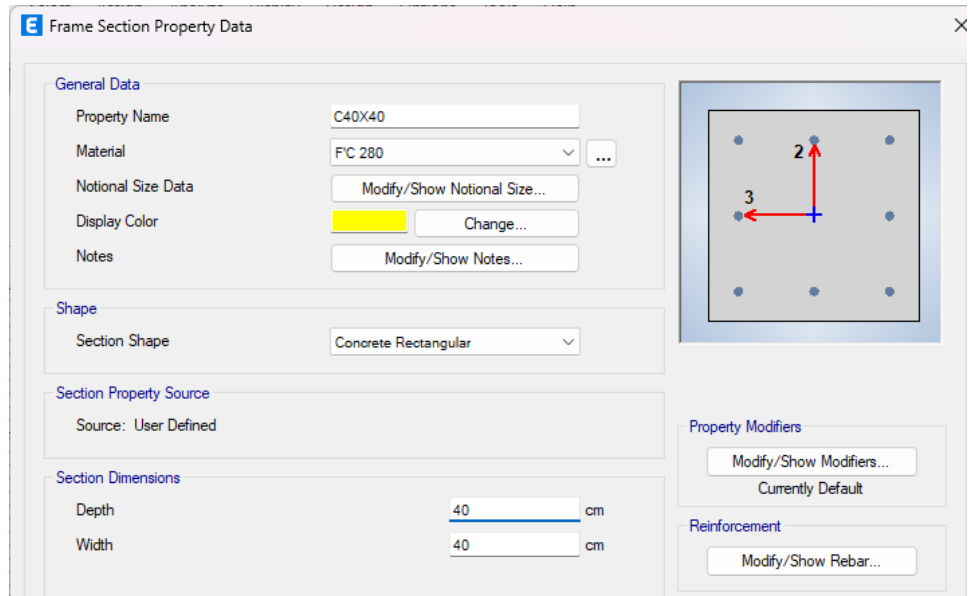 E Frame Section Property Data
General Data
Property Name C40X40
Material F'C 280 ...
Notional Size Data Modify/Show Notional Size...
Display Color Change...
Notes Modify/Show Notes...
Shape
Section Shape Concrete Rectangular
Section Property Source
Source: User Defined
Section Dimensions
Depth 40 cm
Width 40 cm
2
3
Property Modifiers
Modify/Show Modifiers...
Currently Default
Reinforcement
Modify/Show Rebar...